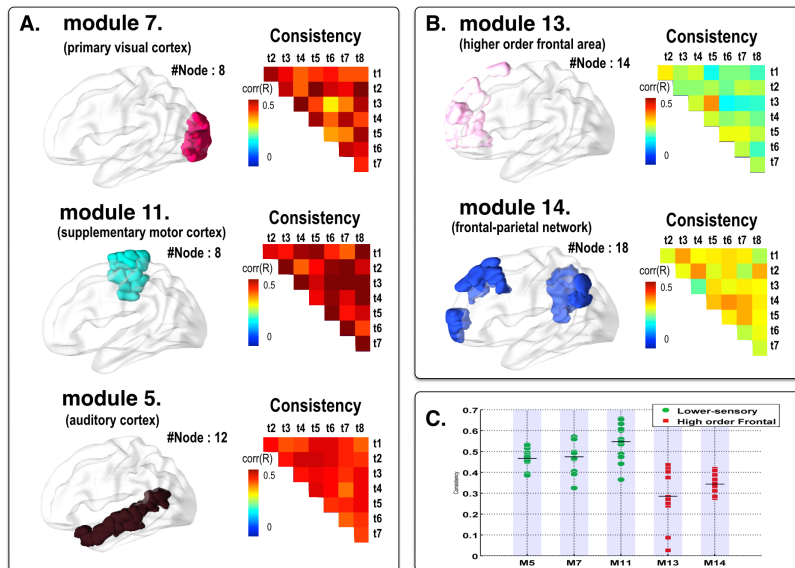 A.
module 7.
(primary visual cortex)
#Node : 8
Consistency
t2 t3 t4 t5 t6 t7 t8
corr(R)
0.5
0
t1
t2
t3
t4
t5
t6
t7
module 11.
(supplementary motor cortex)
#Node : 8
Consistency
t2 t3 t4 t5 t6 t7 t8
corr(R)
0.5
0
t1
t2
t3
t4
t5
t6
t7
module 5.
(auditory cortex)
#Node : 12
Consistency
t2 t3 t4 t5 t6 t7 t8
corr(R)
0.5
0
t1
t2
t3
t4
t5
t6
t7
B.
module 13.
(higher order frontal area)
#Node : 14
Consistency
t2 t3 t4 t5 t6 t7 t8
corr(R)
0.5
0
t1
t2
t3
t4
t5
t6
t7
module 14.
(frontal-parietal network)
#Node : 18
Consistency
t2 t3 t4 t5 t6 t7 t8
corr(R)
0.5
0
t1
t2
t3
t4
t5
t6
t7
C.
Lower-sensory
High order Frontal
Consistency
0.7
0.6
0.5
0.4
0.3
0.2
0.1
0
M5 M7 M11 M13 M14